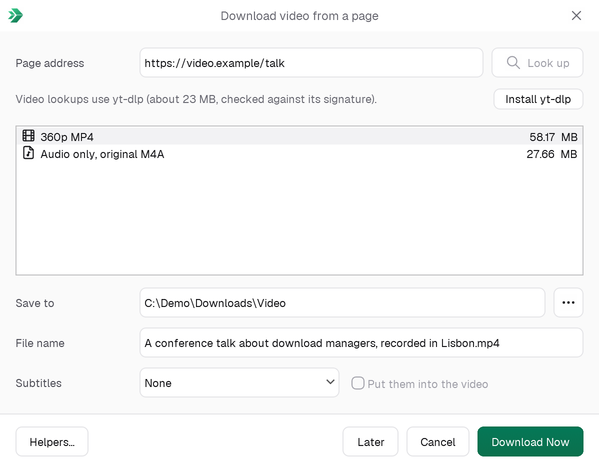 Download video from a page
Page address
https://video.example/talk
Look up
Video lookups use yt-dlp (about 23 MB, checked against its signature).
Install yt-dlp
360p MP4 58.17 MB
Audio only, original M4A 27.66 MB
Save to
C:\Demo\Downloads\Video
...
File name
A conference talk about download managers, recorded in Lisbon.mp4
Subtitles
None
Put them into the video
Helpers...
Later
Cancel
Download Now